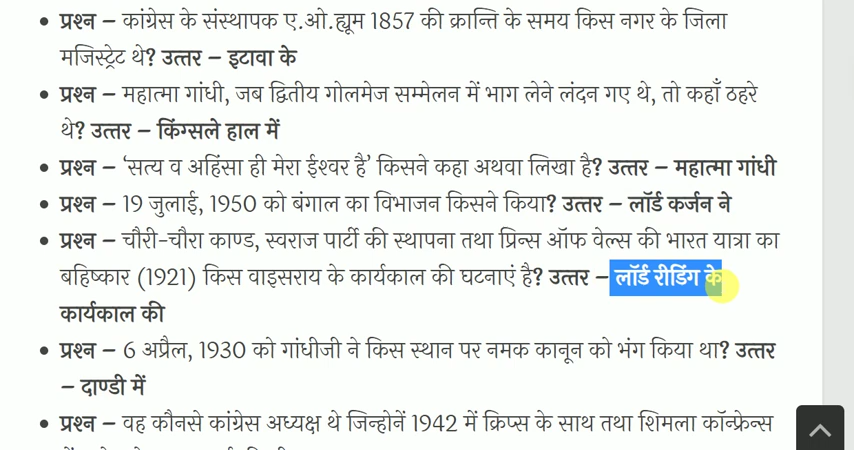 • प्रश्न – कांग्रेस के संस्थापक ए.ओ.ह्यूम 1857 की क्रान्ति के समय किस नगर के जिला
मजिस्ट्रेट थे? उत्तर – इटावा के
• प्रश्न – महात्मा गांधी, जब द्वितीय गोलमेज सम्मेलन में भाग लेने लंदन गए थे, तो कहाँ ठहरे
थे? उत्तर – किंग्सले हाल में
• प्रश्न – ‘सत्य व अहिंसा ही मेरा ईश्वर है’ किसने कहा अथवा लिखा है? उत्तर – महात्मा गांधी
• प्रश्न – 19 जुलाई, 1950 को बंगाल का विभाजन किसने किया? उत्तर – लॉर्ड कर्जन ने
• प्रश्न – चौरी-चौरा काण्ड, स्वराज पार्टी की स्थापना तथा प्रिन्स ऑफ वेल्स की भारत यात्रा का
बहिष्कार (1921) किस वाइसराय के कार्यकाल की घटनाएं है? उत्तर – लॉर्ड रीडिंग के
कार्यकाल की
• प्रश्न – 6 अप्रैल, 1930 को गांधीजी ने किस स्थान पर नमक कानून को भंग किया था? उत्तर
– दाण्डी में
• प्रश्न – वह कौनसे कांग्रेस अध्यक्ष थे जिन्होनें 1942 में क्रिप्स के साथ तथा शिमला कॉन्फ्रेन्स